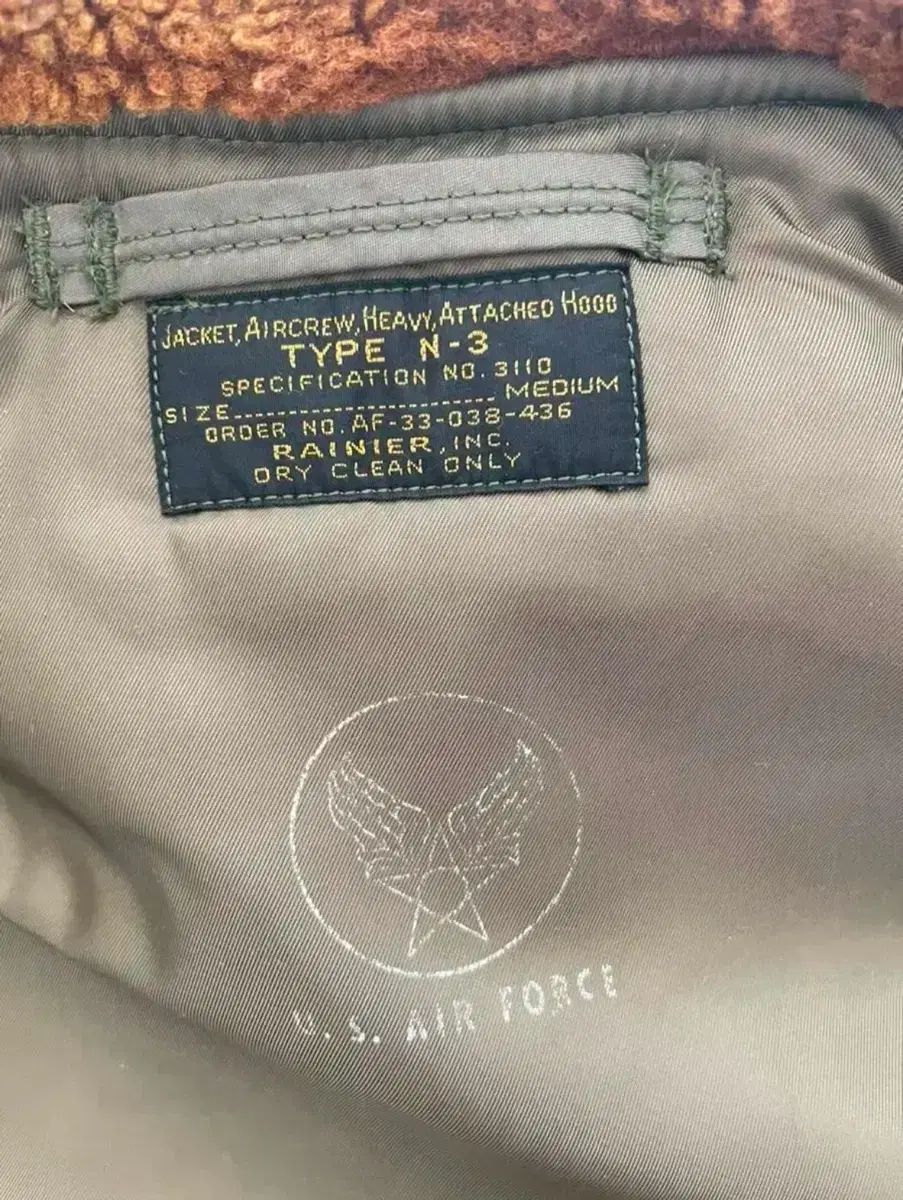 JACKET, AIRCREW, HEAVY, ATTACHED HOOD
TYPE N-3
SPECIFICATION NO. 3110
SIZE........................ MEDIUM
ORDER NO. AF-33-038-436
RAINIER, INC.
DRY CLEAN ONLY
U. S. AIR FORCE